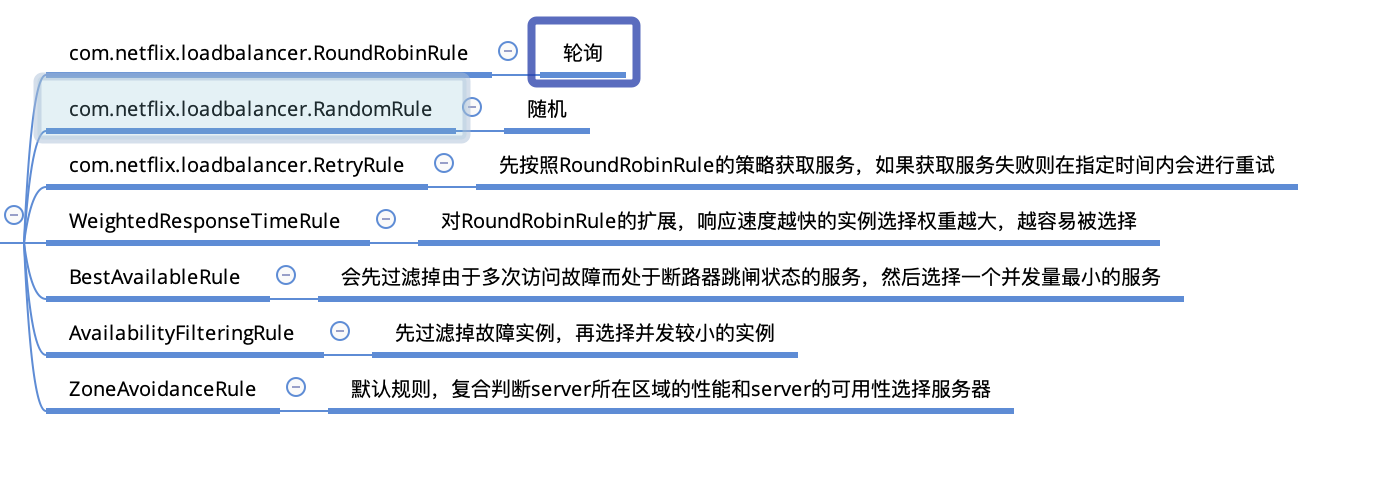 com.netflix.loadbalancer.RoundRobinRule 轮询
com.netflix.loadbalancer.RandomRule 随机
com.netflix.loadbalancer.RetryRule 先按照RoundRobinRule的策略获取服务，如果获取服务失败则在指定时间内会进行重试
WeightedResponseTimeRule 对RoundRobinRule的扩展，响应速度越快的实例选择权重越大，越容易被选择
BestAvailableRule 会先过滤掉由于多次访问故障而处于断路器跳闸状态的服务，然后选择一个并发量最小的服务
AvailabilityFilteringRule 先过滤掉故障实例，再选择并发较小的实例
ZoneAvoidanceRule 默认规则，复合判断server所在区域的性能和server的可用性选择服务器